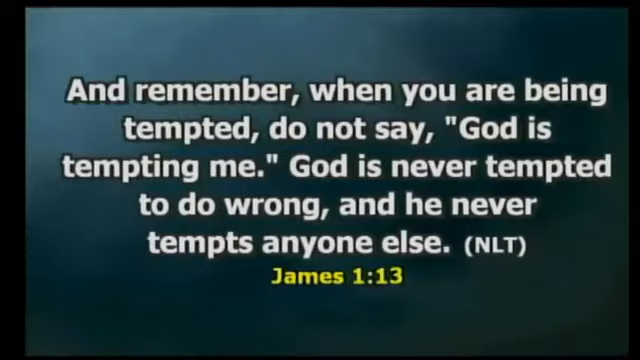 And remember, when you are being
tempted, do not say, "God is
tempting me." God is never tempted
to do wrong, and he never
tempts anyone else. (NLT)
James 1:13